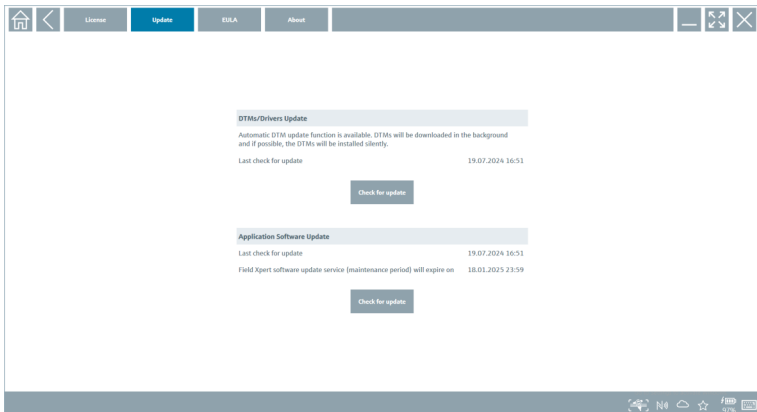 License
Update
EULA
About
DTMs/Drivers Update
Automatic DTM update function is available. DTMs will be downloaded in the background
and if possible, the DTMs will be installed silently.
Last check for update 19.07.2024 16:51
Check for update
Application Software Update
Last check for update 19.07.2024 16:51
Field Xpert software update service (maintenance period) will expire on 18.01.2025 23:59
Check for update
97%